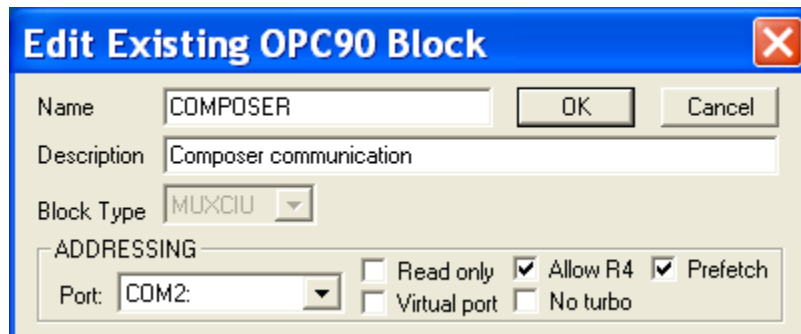 Edit Existing OPC90 Block
Name COMPOSER OK Cancel
Description Composer communication
Block Type MUXCIU
ADDRESSING
Port: COM2: Read only Allow R4 Prefetch
Virtual port No turbo